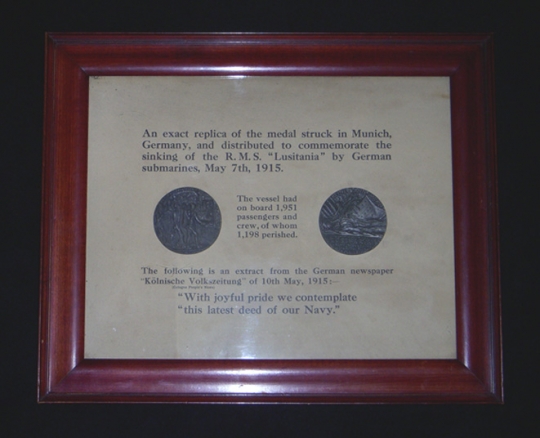 An exact replica of the medal struck in Munich,
Germany, and distributed to commemorate the
sinking of the R.M.S. "Lusitania" by German
submarines, May 7th, 1915.
The vessel had
on board 1,951
passengers and
crew, of whom
1,198 perished.
The following is an extract from the German newspaper
"Kölnische Volkszeitung" of 10th May, 1915:—
"With joyful pride we contemplate
"this latest deed of our Navy."